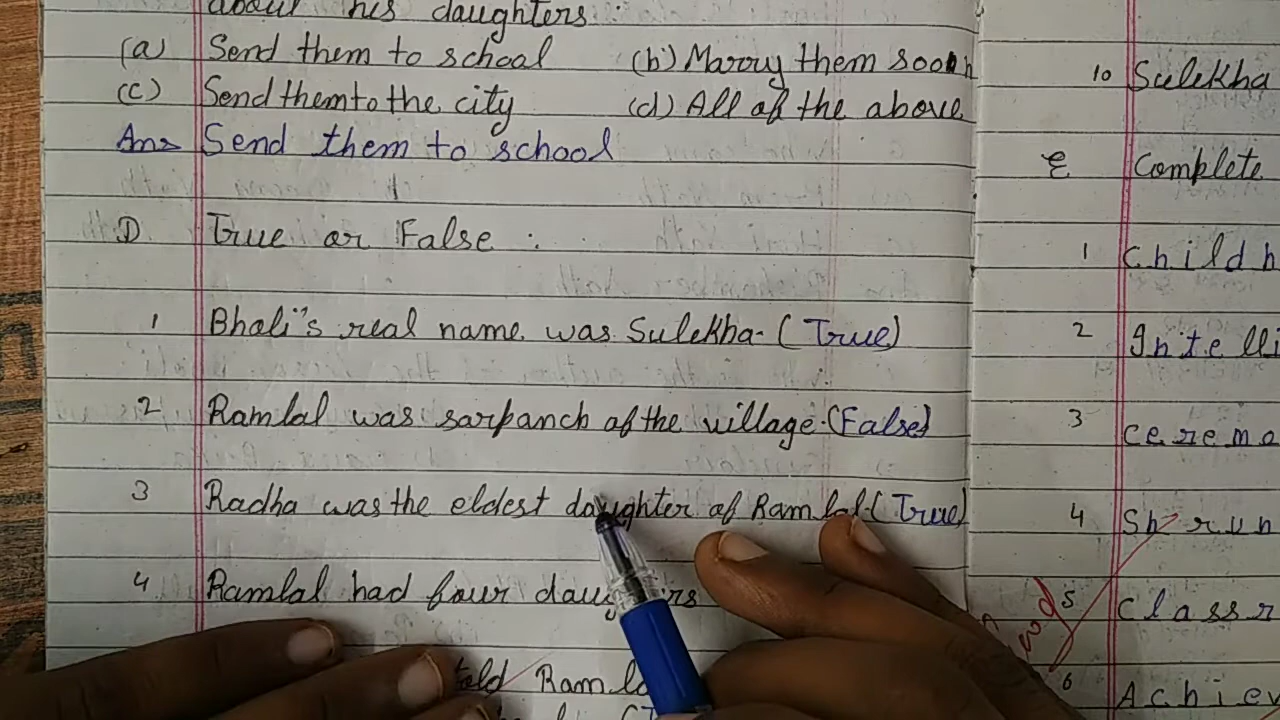 about his daughters :
(a) Send them to school (b) Marry them soon
(c) Send them to the city (d) All of the above
Ans Send them to school
D. True or False :
1 Bholi's real name was Sulekha. (True)
2 Ramlal was sarpanch of the village. (False)
3 Radha was the eldest daughter of Ramlal. (True)
4 Ramlal had four daughters
told Ramla
10 Sulekha
E Complete
1 Childh
2 Intelli
3 Ceremo
4 Shrun
5 Classr
6 Achiev